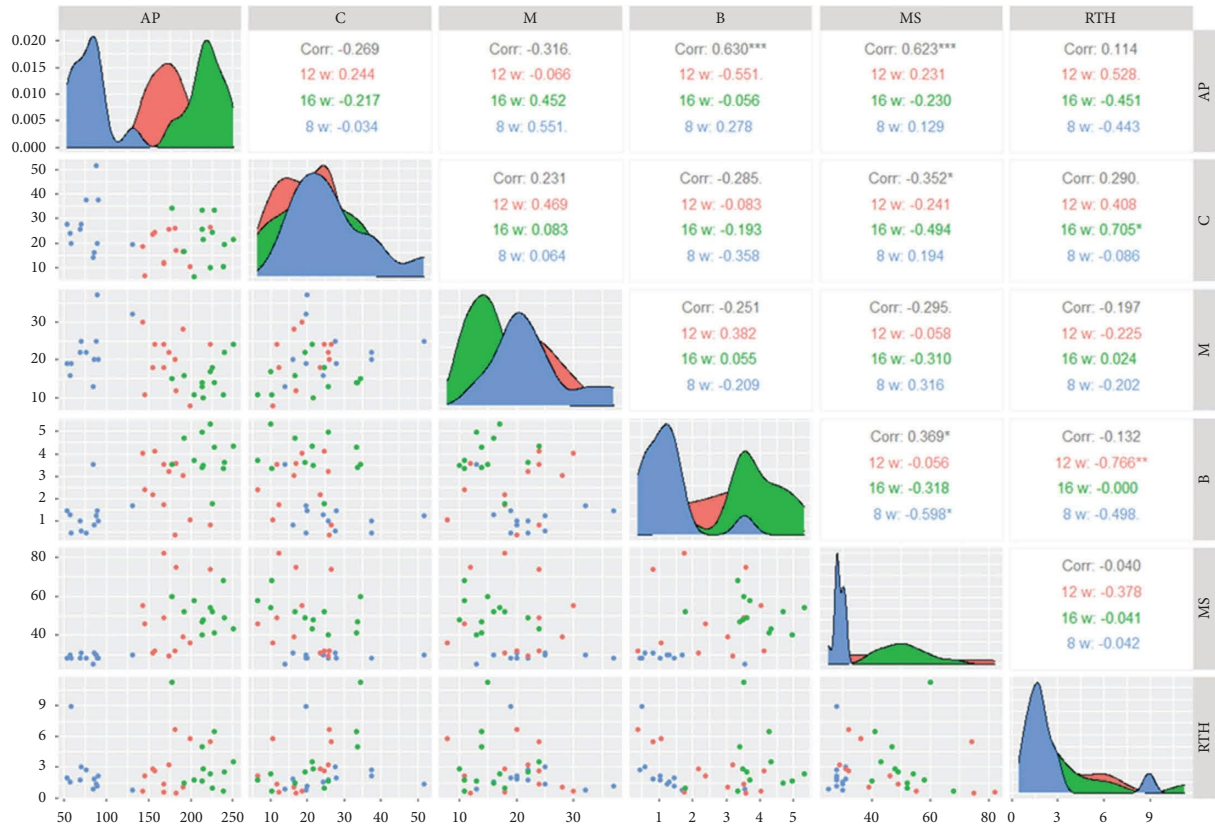 AP C M B MS RTH
0.020
0.015
0.010
0.005
0.000
Corr: -0.269
12 w: 0.244
16 w: -0.217
8 w: -0.034
Corr: -0.316.
12 w: -0.066
16 w: 0.452
8 w: 0.551.
Corr: 0.630***
12 w: -0.551.
16 w: -0.056
8 w: 0.278
Corr: 0.623***
12 w: 0.231
16 w: -0.230
8 w: 0.129
Corr: 0.114
12 w: 0.528.
16 w: -0.451
8 w: -0.443
AP
50
40
30
20
10
Corr: 0.231
12 w: 0.469
16 w: 0.083
8 w: 0.064
Corr: -0.285.
12 w: -0.083
16 w: -0.193
8 w: -0.358
Corr: -0.352*
12 w: -0.241
16 w: -0.494
8 w: 0.194
Corr: 0.290.
12 w: 0.408
16 w: 0.705*
8 w: -0.086
C
30
20
10
Corr: -0.251
12 w: 0.382
16 w: 0.055
8 w: -0.209
Corr: -0.295.
12 w: -0.058
16 w: -0.310
8 w: 0.316
Corr: -0.197
12 w: -0.225
16 w: 0.024
8 w: -0.202
M
5
4
3
2
1
Corr: 0.369*
12 w: -0.056
16 w: -0.318
8 w: -0.598*
Corr: -0.132
12 w: -0.766**
16 w: -0.000
8 w: -0.498.
B
80
60
40
Corr: -0.040
12 w: -0.378
16 w: -0.041
8 w: -0.042
MS
9
6
3
0
RTH
50 100 150 200 250 10 20 30 40 50 10 20 30 1 2 3 4 5 40 60 80 0 3 6 9